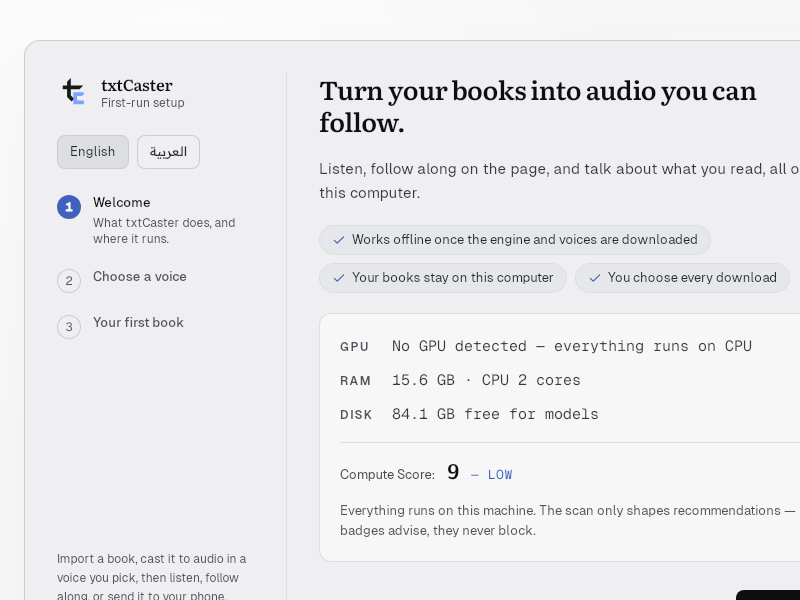 txtCaster
First-run setup
English
العربية
1 Welcome
What txtCaster does, and
where it runs.
2 Choose a voice
3 Your first book
Import a book, cast it to audio in a
voice you pick, then listen, follow
along, or send it to your phone.
Turn your books into audio you can
follow.
Listen, follow along on the page, and talk about what you read, all
this computer.
Works offline once the engine and voices are downloaded
Your books stay on this computer
You choose every download
GPU No GPU detected — everything runs on CPU
RAM 15.6 GB · CPU 2 cores
DISK 84.1 GB free for models
Compute Score: 9 — LOW
Everything runs on this machine. The scan only shapes recommendations —
badges advise, they never block.